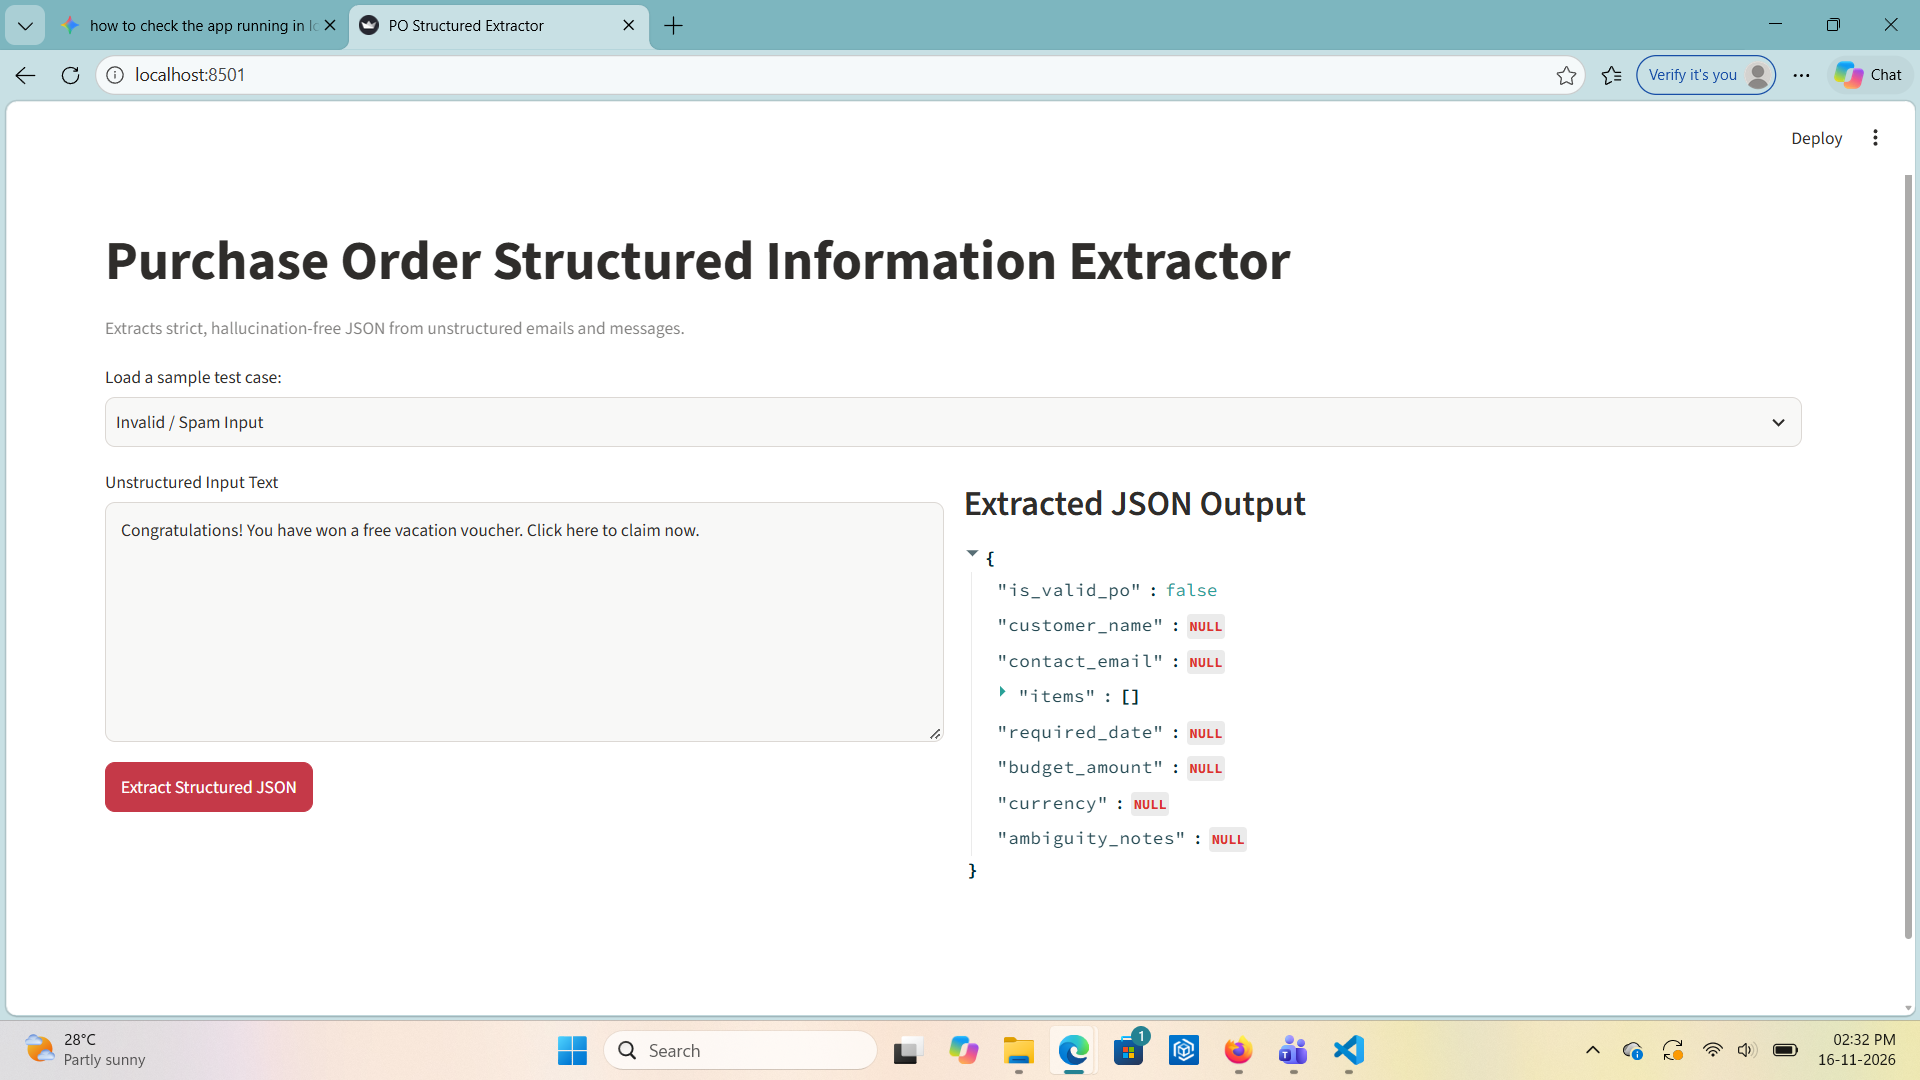 how to check the app running in lo
PO Structured Extractor
localhost:8501
Verify it's you
Chat
Deploy
Purchase Order Structured Information Extractor
Extracts strict, hallucination-free JSON from unstructured emails and messages.
Load a sample test case:
Invalid / Spam Input
Unstructured Input Text
Congratulations! You have won a free vacation voucher. Click here to claim now.
Extract Structured JSON
Extracted JSON Output
{
"is_valid_po" : false
"customer_name" : NULL
"contact_email" : NULL
"items" : []
"required_date" : NULL
"budget_amount" : NULL
"currency" : NULL
"ambiguity_notes" : NULL
}
28°C
Partly sunny
Search
1
02:32 PM
16-11-2026